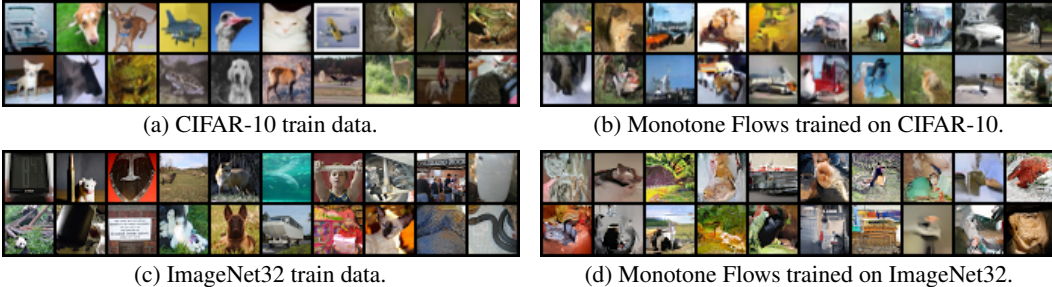 (a) CIFAR-10 train data.
(b) Monotone Flows trained on CIFAR-10.
(c) ImageNet32 train data.
(d) Monotone Flows trained on ImageNet32.